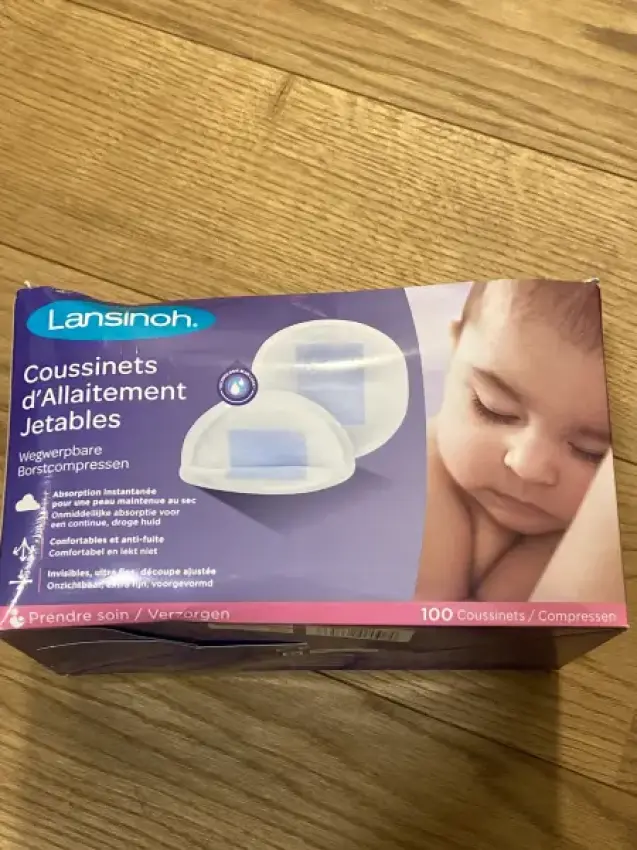 Lansinoh®
Coussinets
d'Allaitement
Jetables
Wegwerpbare
Borstcompressen
Absorption instantanée
pour une peau maintenue au sec
Onmiddellijke absorptie voor
een continue, droge huid
Confortables et anti-fuite
Comfortabel en lekt niet
Invisibles, ultra fins, découpe ajustée
Onzichtbaar, extra fijn, voorgevormd
Prendre soin / Verzorgen
100 Coussinets / Compressen